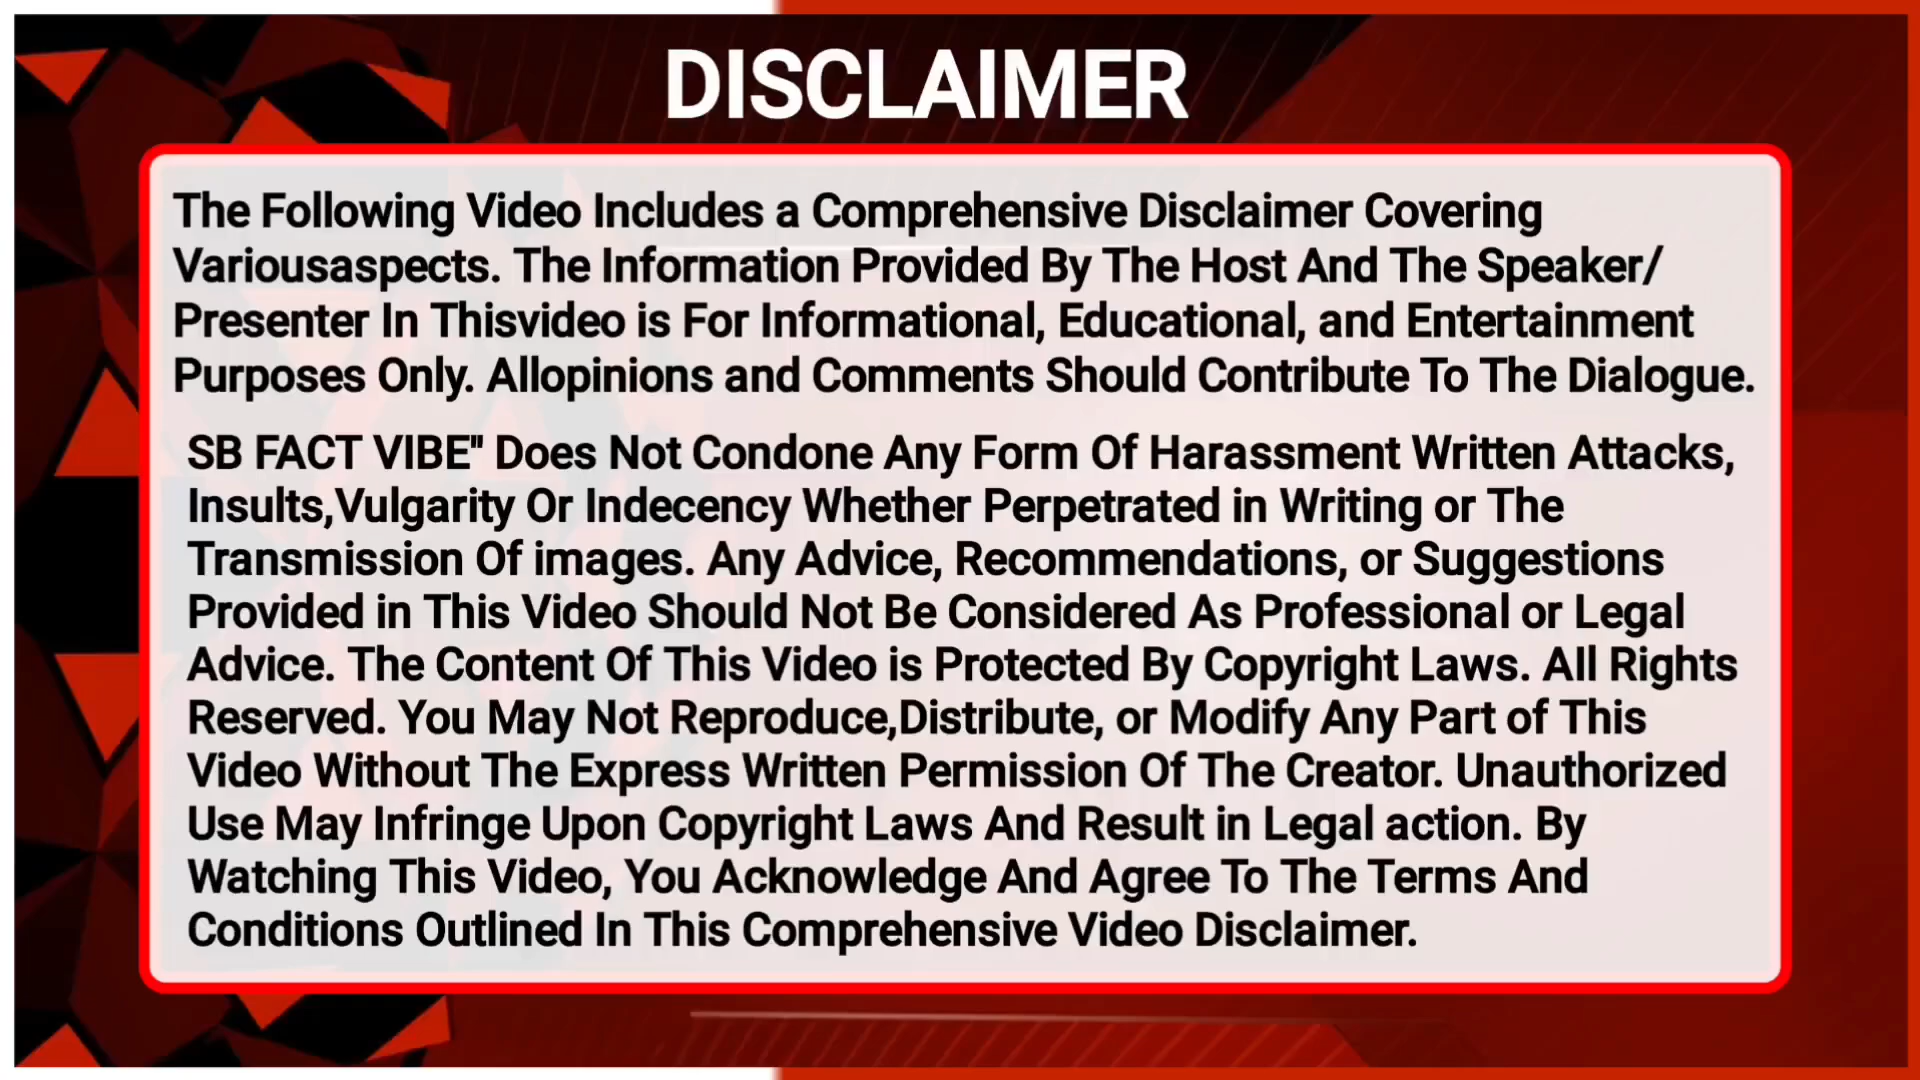 DISCLAIMER
The Following Video Includes a Comprehensive Disclaimer Covering
Variousaspects. The Information Provided By The Host And The Speaker/
Presenter In Thisvideo is For Informational, Educational, and Entertainment
Purposes Only. Allopinions and Comments Should Contribute To The Dialogue.
SB FACT VIBE" Does Not Condone Any Form Of Harassment Written Attacks,
Insults,Vulgarity Or Indecency Whether Perpetrated in Writing or The
Transmission Of images. Any Advice, Recommendations, or Suggestions
Provided in This Video Should Not Be Considered As Professional or Legal
Advice. The Content Of This Video is Protected By Copyright Laws. All Rights
Reserved. You May Not Reproduce,Distribute, or Modify Any Part of This
Video Without The Express Written Permission Of The Creator. Unauthorized
Use May Infringe Upon Copyright Laws And Result in Legal action. By
Watching This Video, You Acknowledge And Agree To The Terms And
Conditions Outlined In This Comprehensive Video Disclaimer.